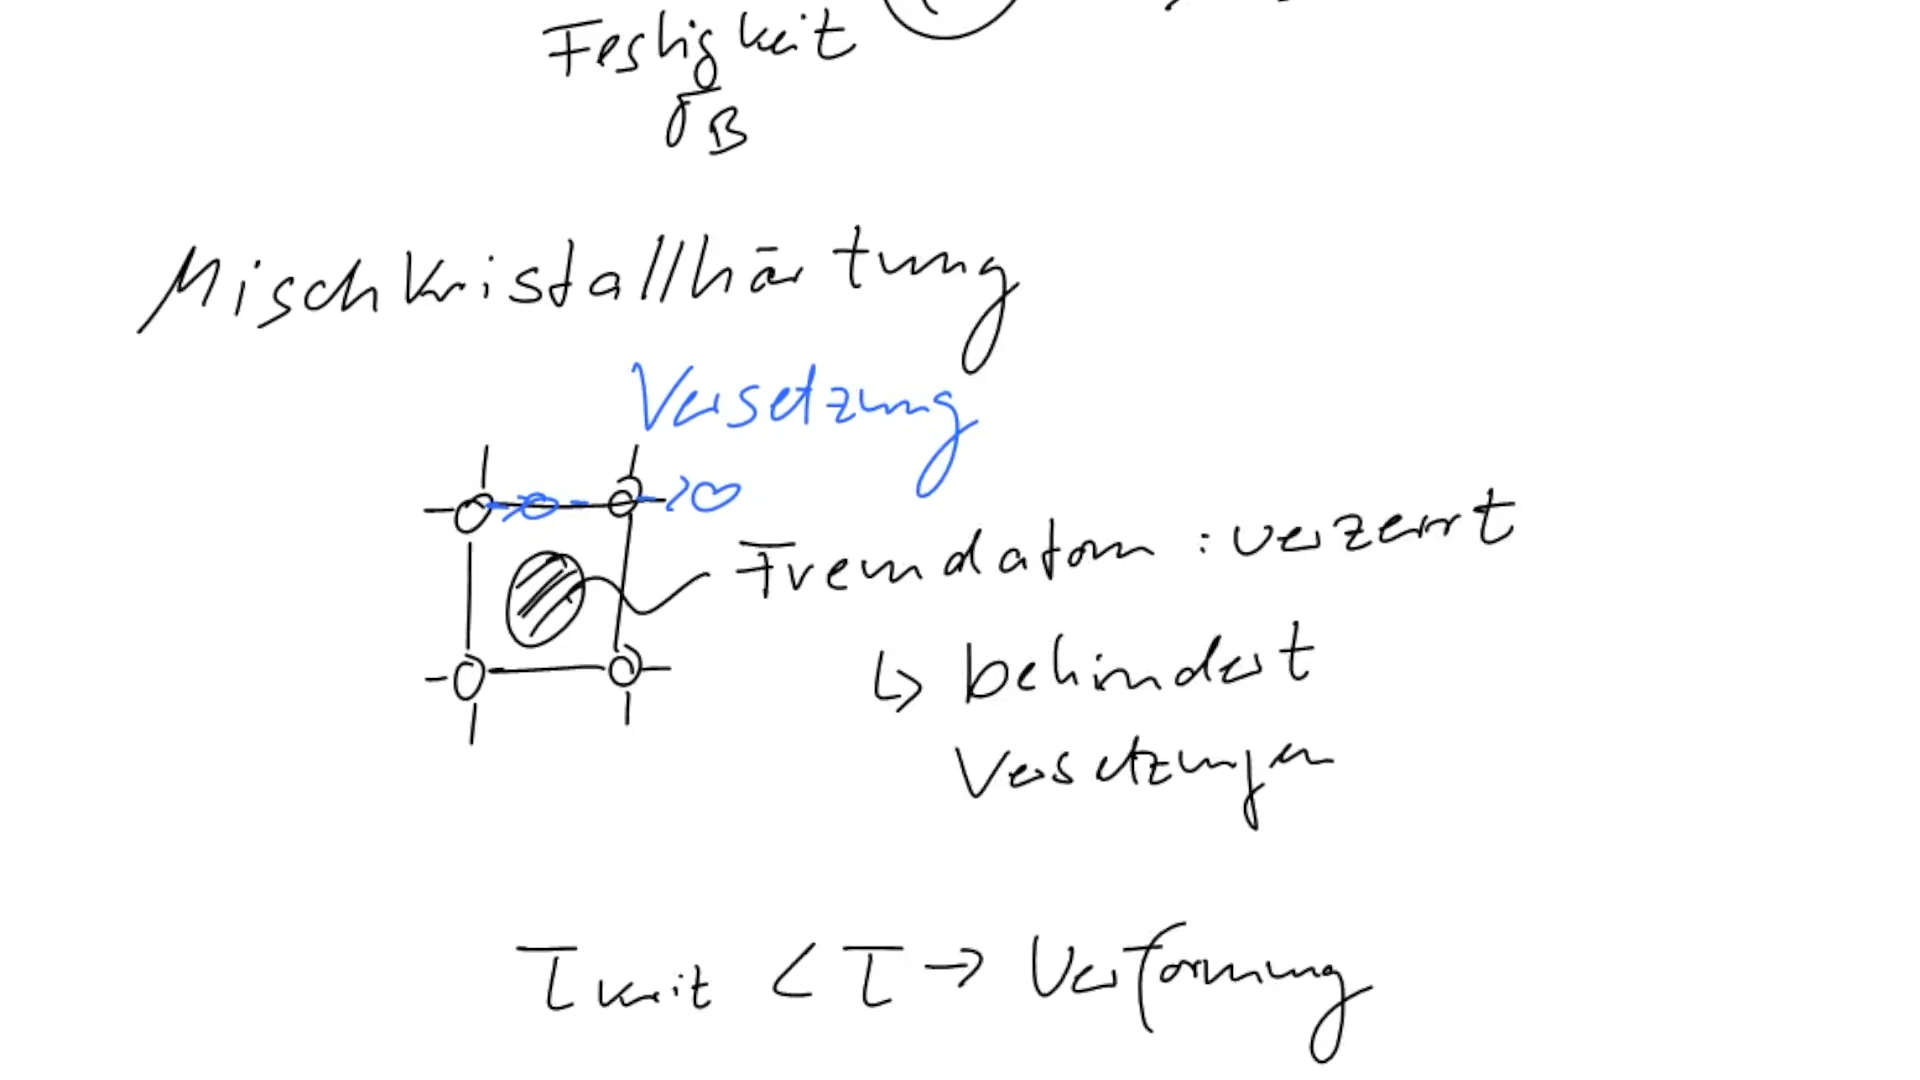 Festigkeit
σB
Mischkristallhärtung
Versetzung
Fremdatom : verzerrt
↳ behindert
Versetzungen
τkrit < τ → Verformung